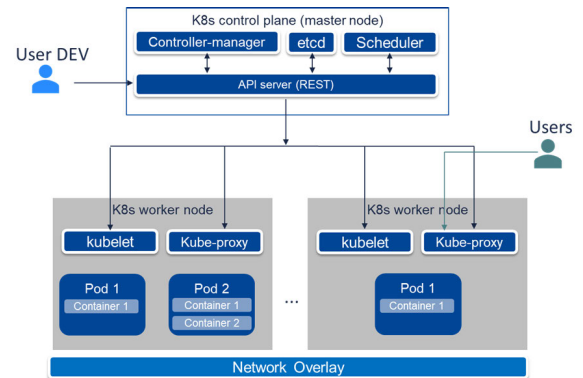 K8s control plane (master node)
Controller-manager
etcd
Scheduler
User DEV
API server (REST)
Users
K8s worker node
K8s worker node
kubelet
Kube-proxy
kubelet
Kube-proxy
Pod 1
Container 1
Pod 2
Container 1
Container 2
...
Pod 1
Container 1
Network Overlay